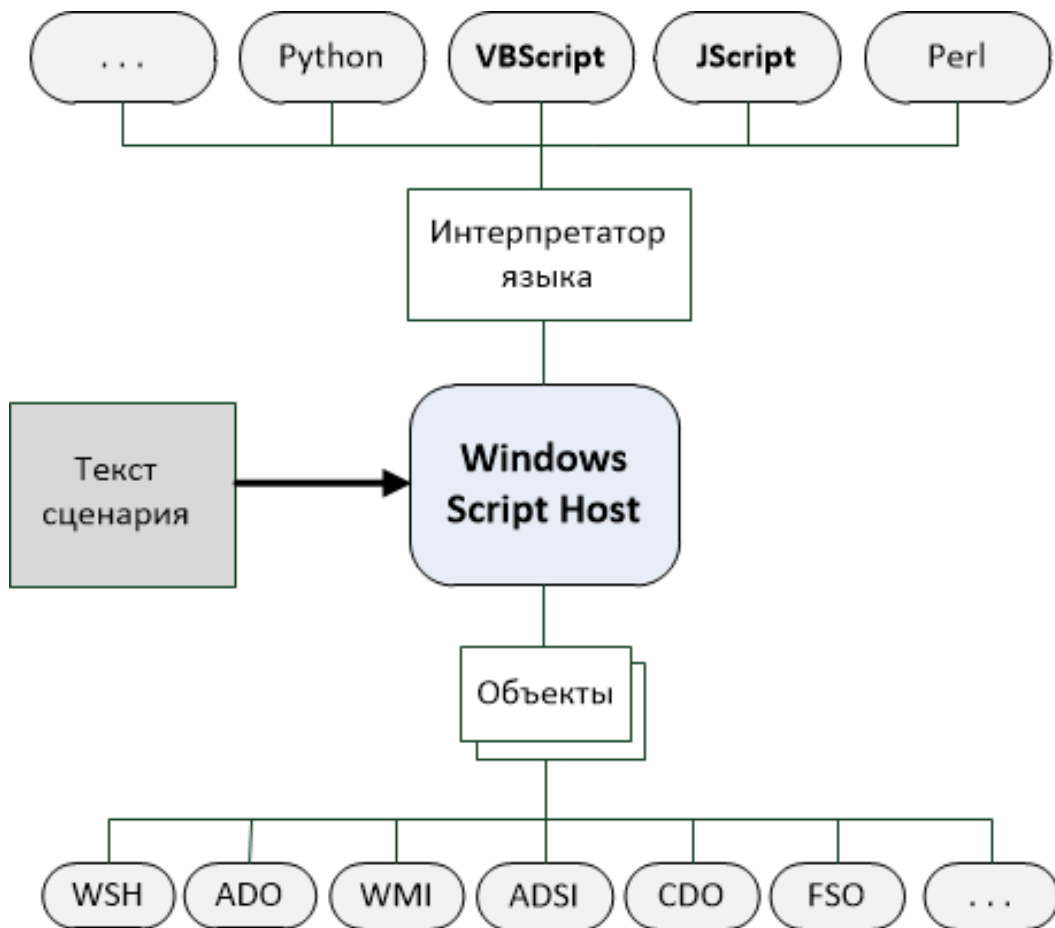 . . .
Python
VBScript
JScript
Perl
Интерпретатор
языка
Текст
сценария
Windows
Script Host
Объекты
WSH
ADO
WMI
ADSI
CDO
FSO
. . .